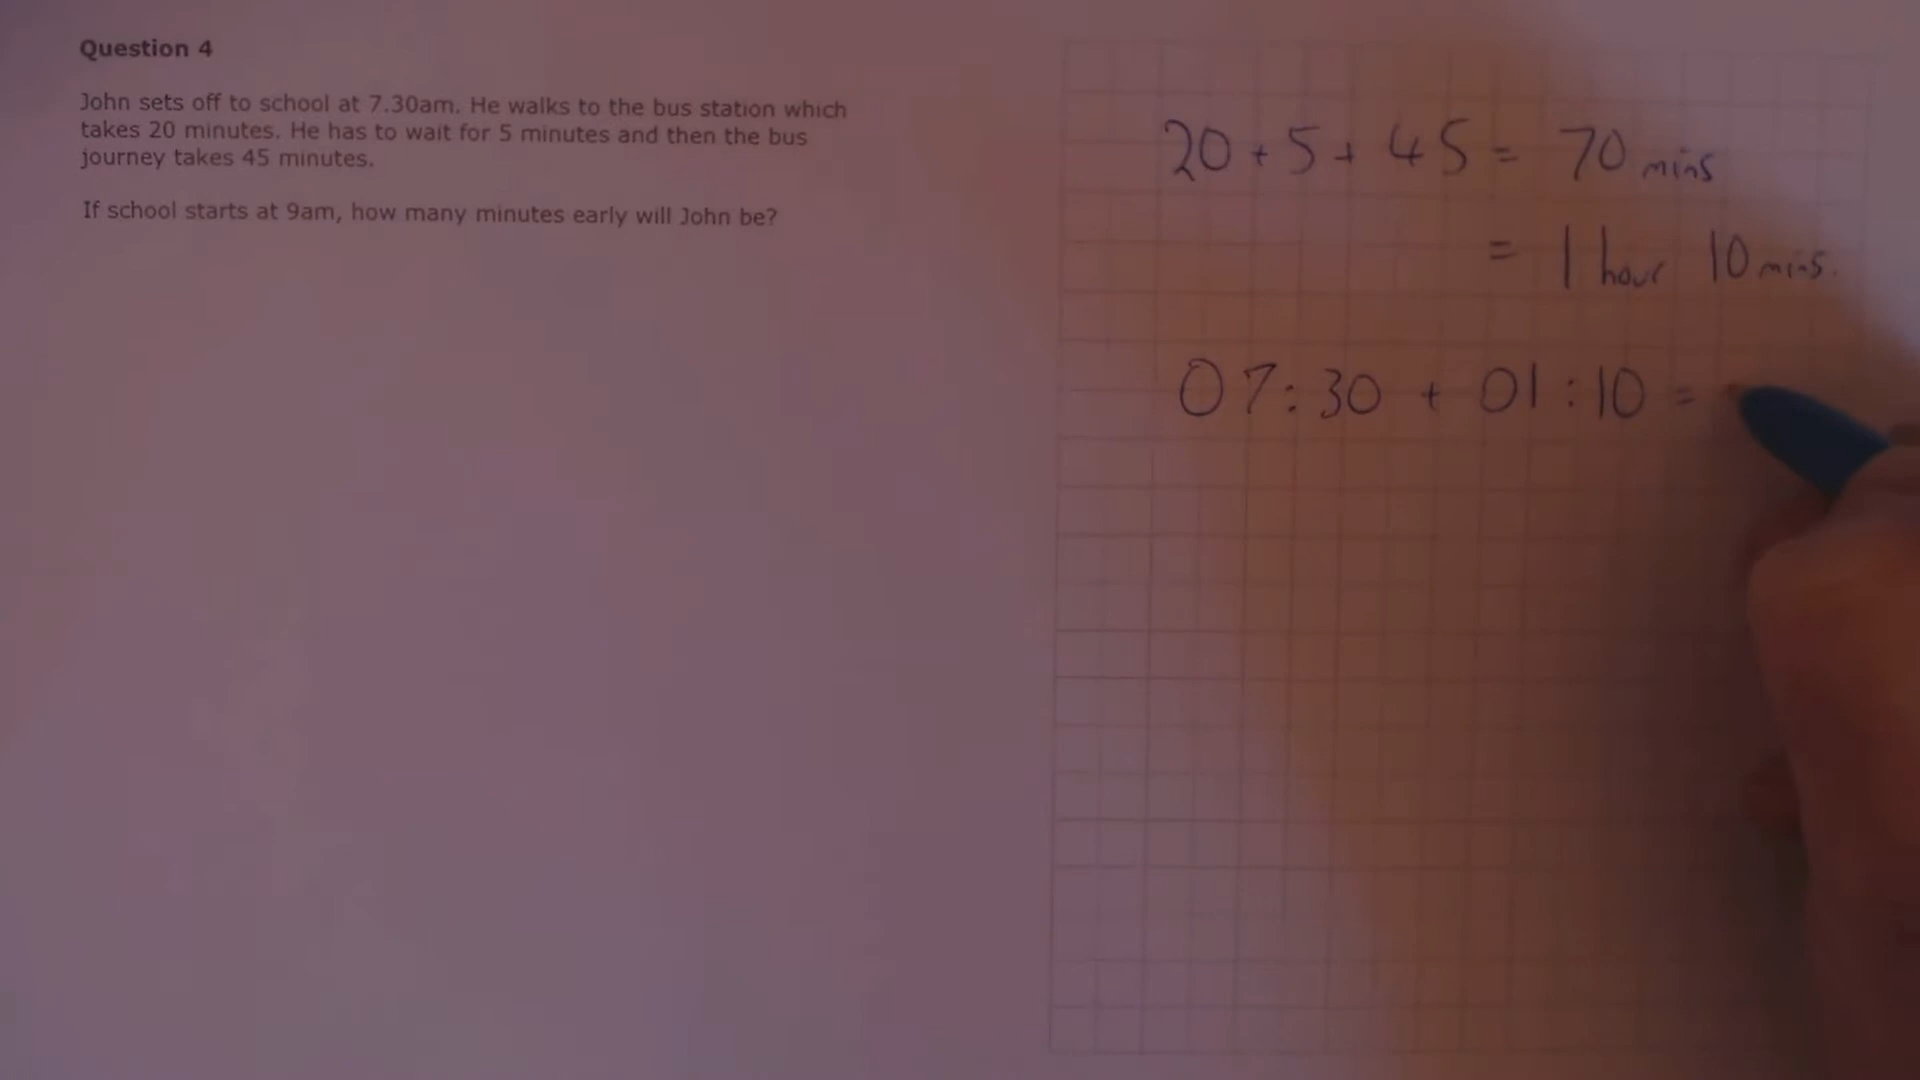 Question 4
John sets off to school at 7.30am. He walks to the bus station which
takes 20 minutes. He has to wait for 5 minutes and then the bus
journey takes 45 minutes.
If school starts at 9am, how many minutes early will John be?
20 + 5 + 45 = 70 mins
= 1 hour 10 mins.
07:30 + 01:10 =